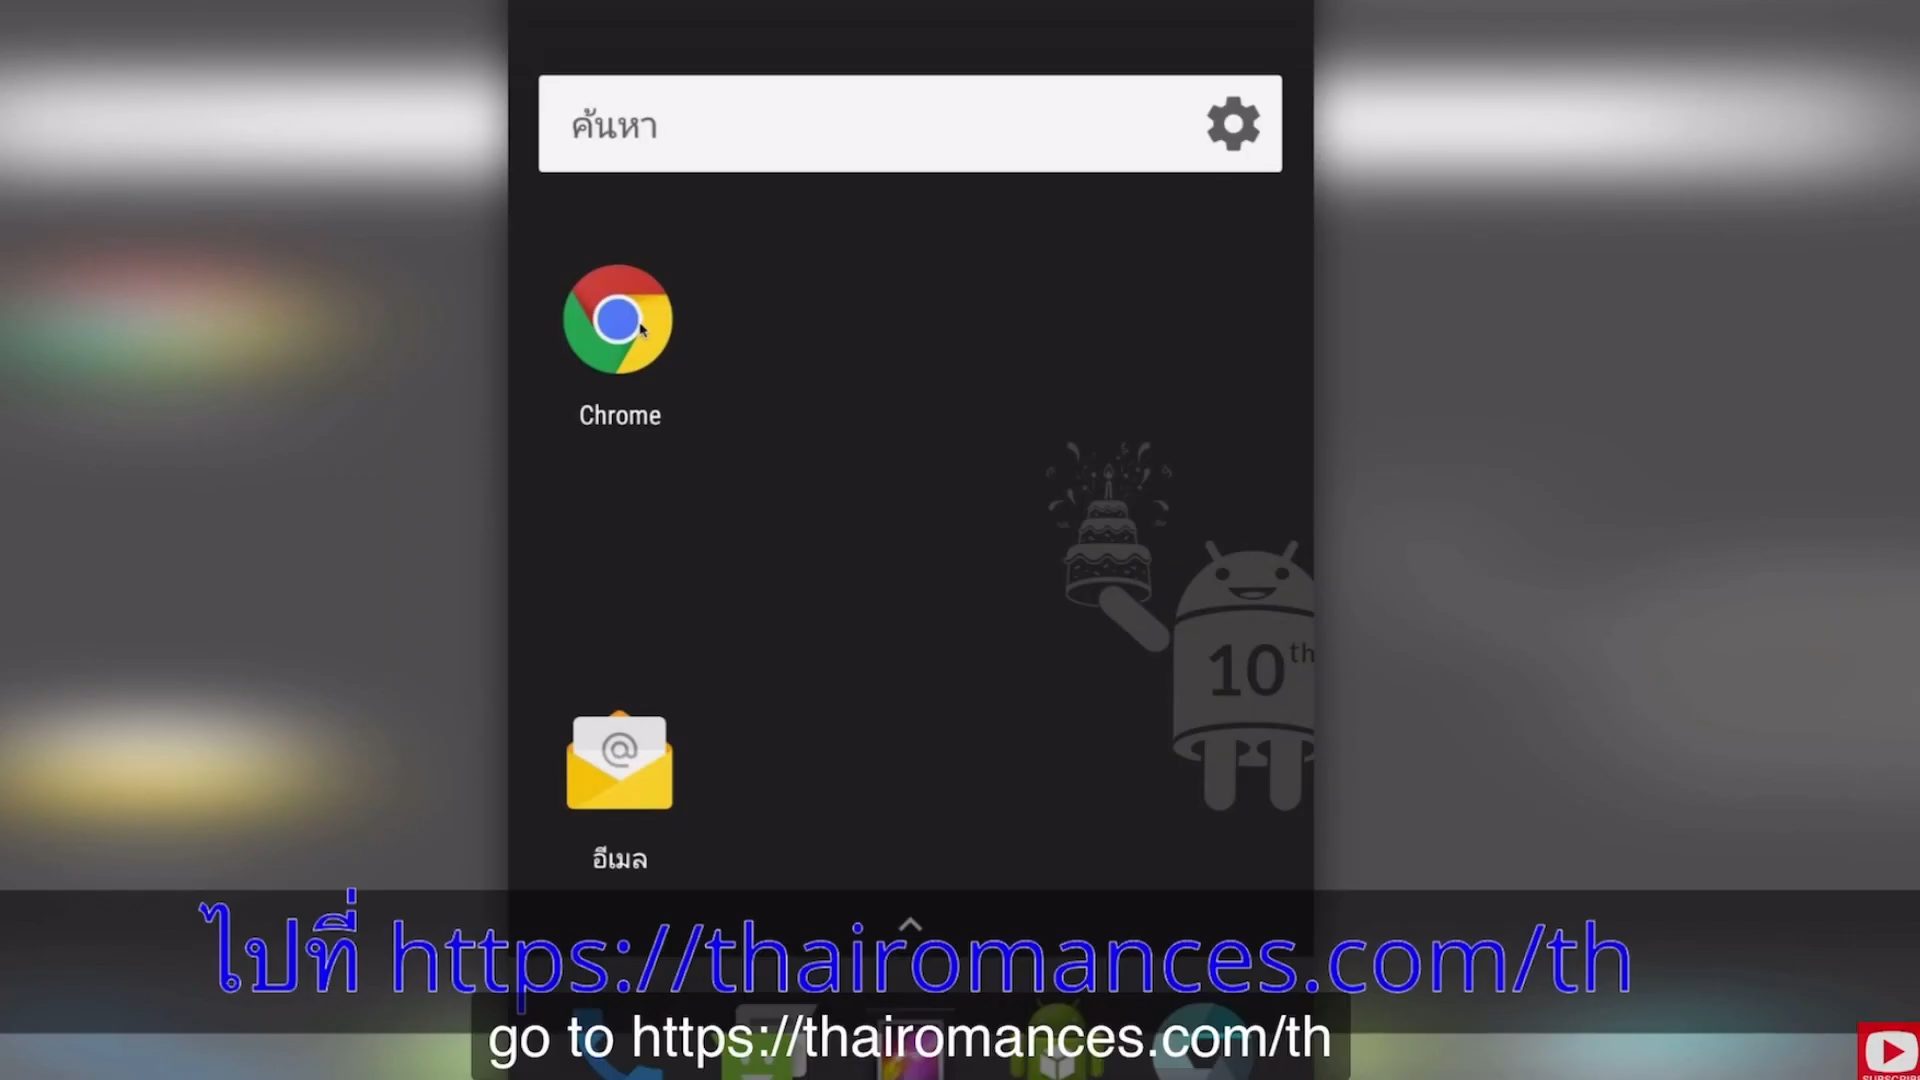 ค้นหา
Chrome
10th
@
อีเมล
ไปที่ https://thairomances.com/th
go to https://thairomances.com/th
SUBSCRIBE